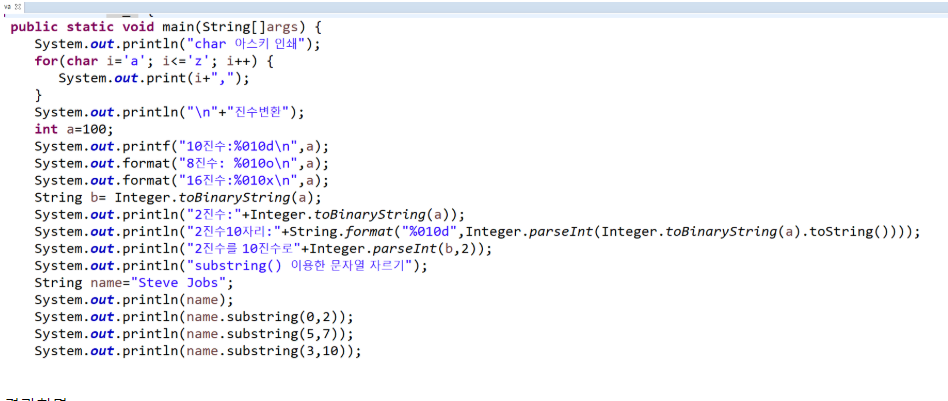 public static void main(String[]args) {
System.out.println("char 아스키 인쇄");
for(char i='a'; i<='z'; i++) {
System.out.print(i+",");
}
System.out.println("\n"+"진수변환");
int a=100;
System.out.printf("10진수:%010d\n",a);
System.out.format("8진수: %010o\n",a);
System.out.format("16진수:%010x\n",a);
String b= Integer.toBinaryString(a);
System.out.println("2진수:"+Integer.toBinaryString(a));
System.out.println("2진수10자리:"+String.format("%010d",Integer.parseInt(Integer.toBinaryString(a).toString())));
System.out.println("2진수를 10진수로"+Integer.parseInt(b,2));
System.out.println("substring() 이용한 문자열 자르기");
String name="Steve Jobs";
System.out.println(name);
System.out.println(name.substring(0,2));
System.out.println(name.substring(5,7));
System.out.println(name.substring(3,10));